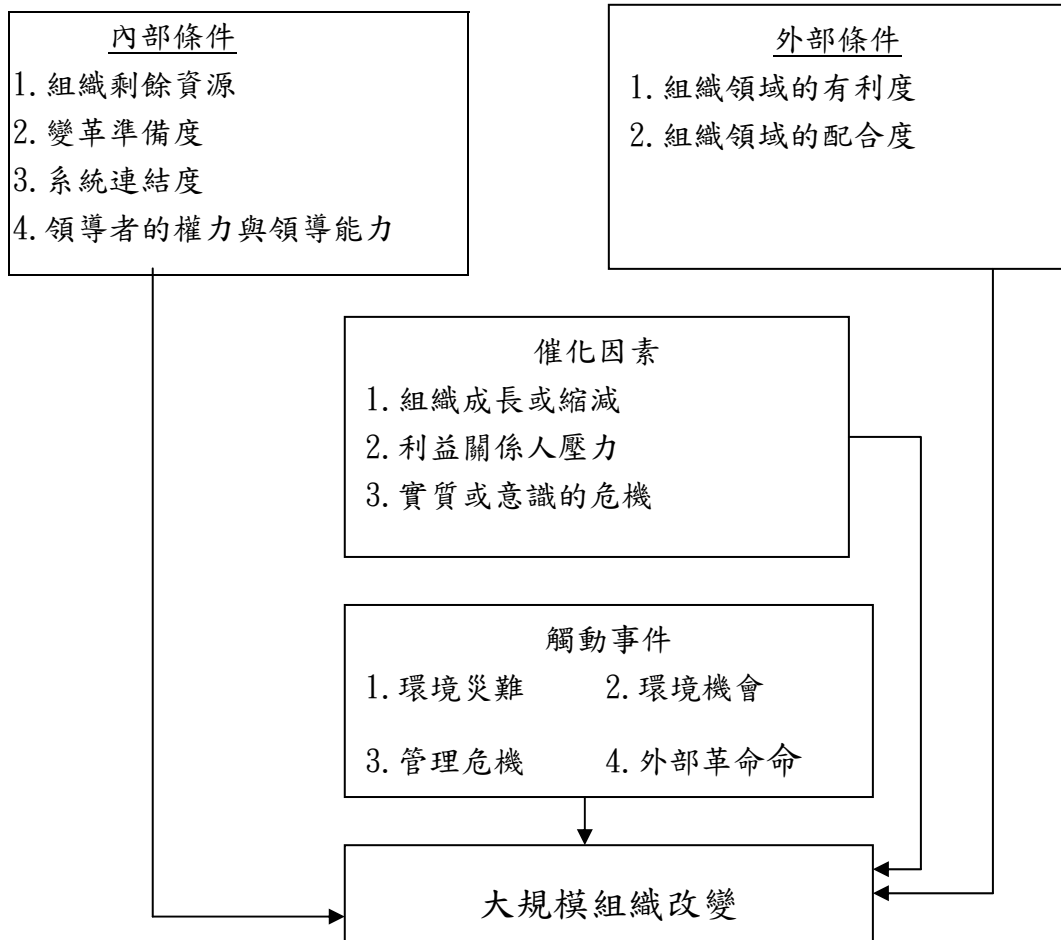 內部條件
1.組織剩餘資源
2.變革準備度
3.系統連結度
4.領導者的權力與領導能力
外部條件
1.組織領域的有利度
2.組織領域的配合度
催化因素
1.組織成長或縮減
2.利益關係人壓力
3.實質或意識的危機
觸動事件
1.環境災難 2.環境機會
3.管理危機 4.外部革命命
大規模組織改變